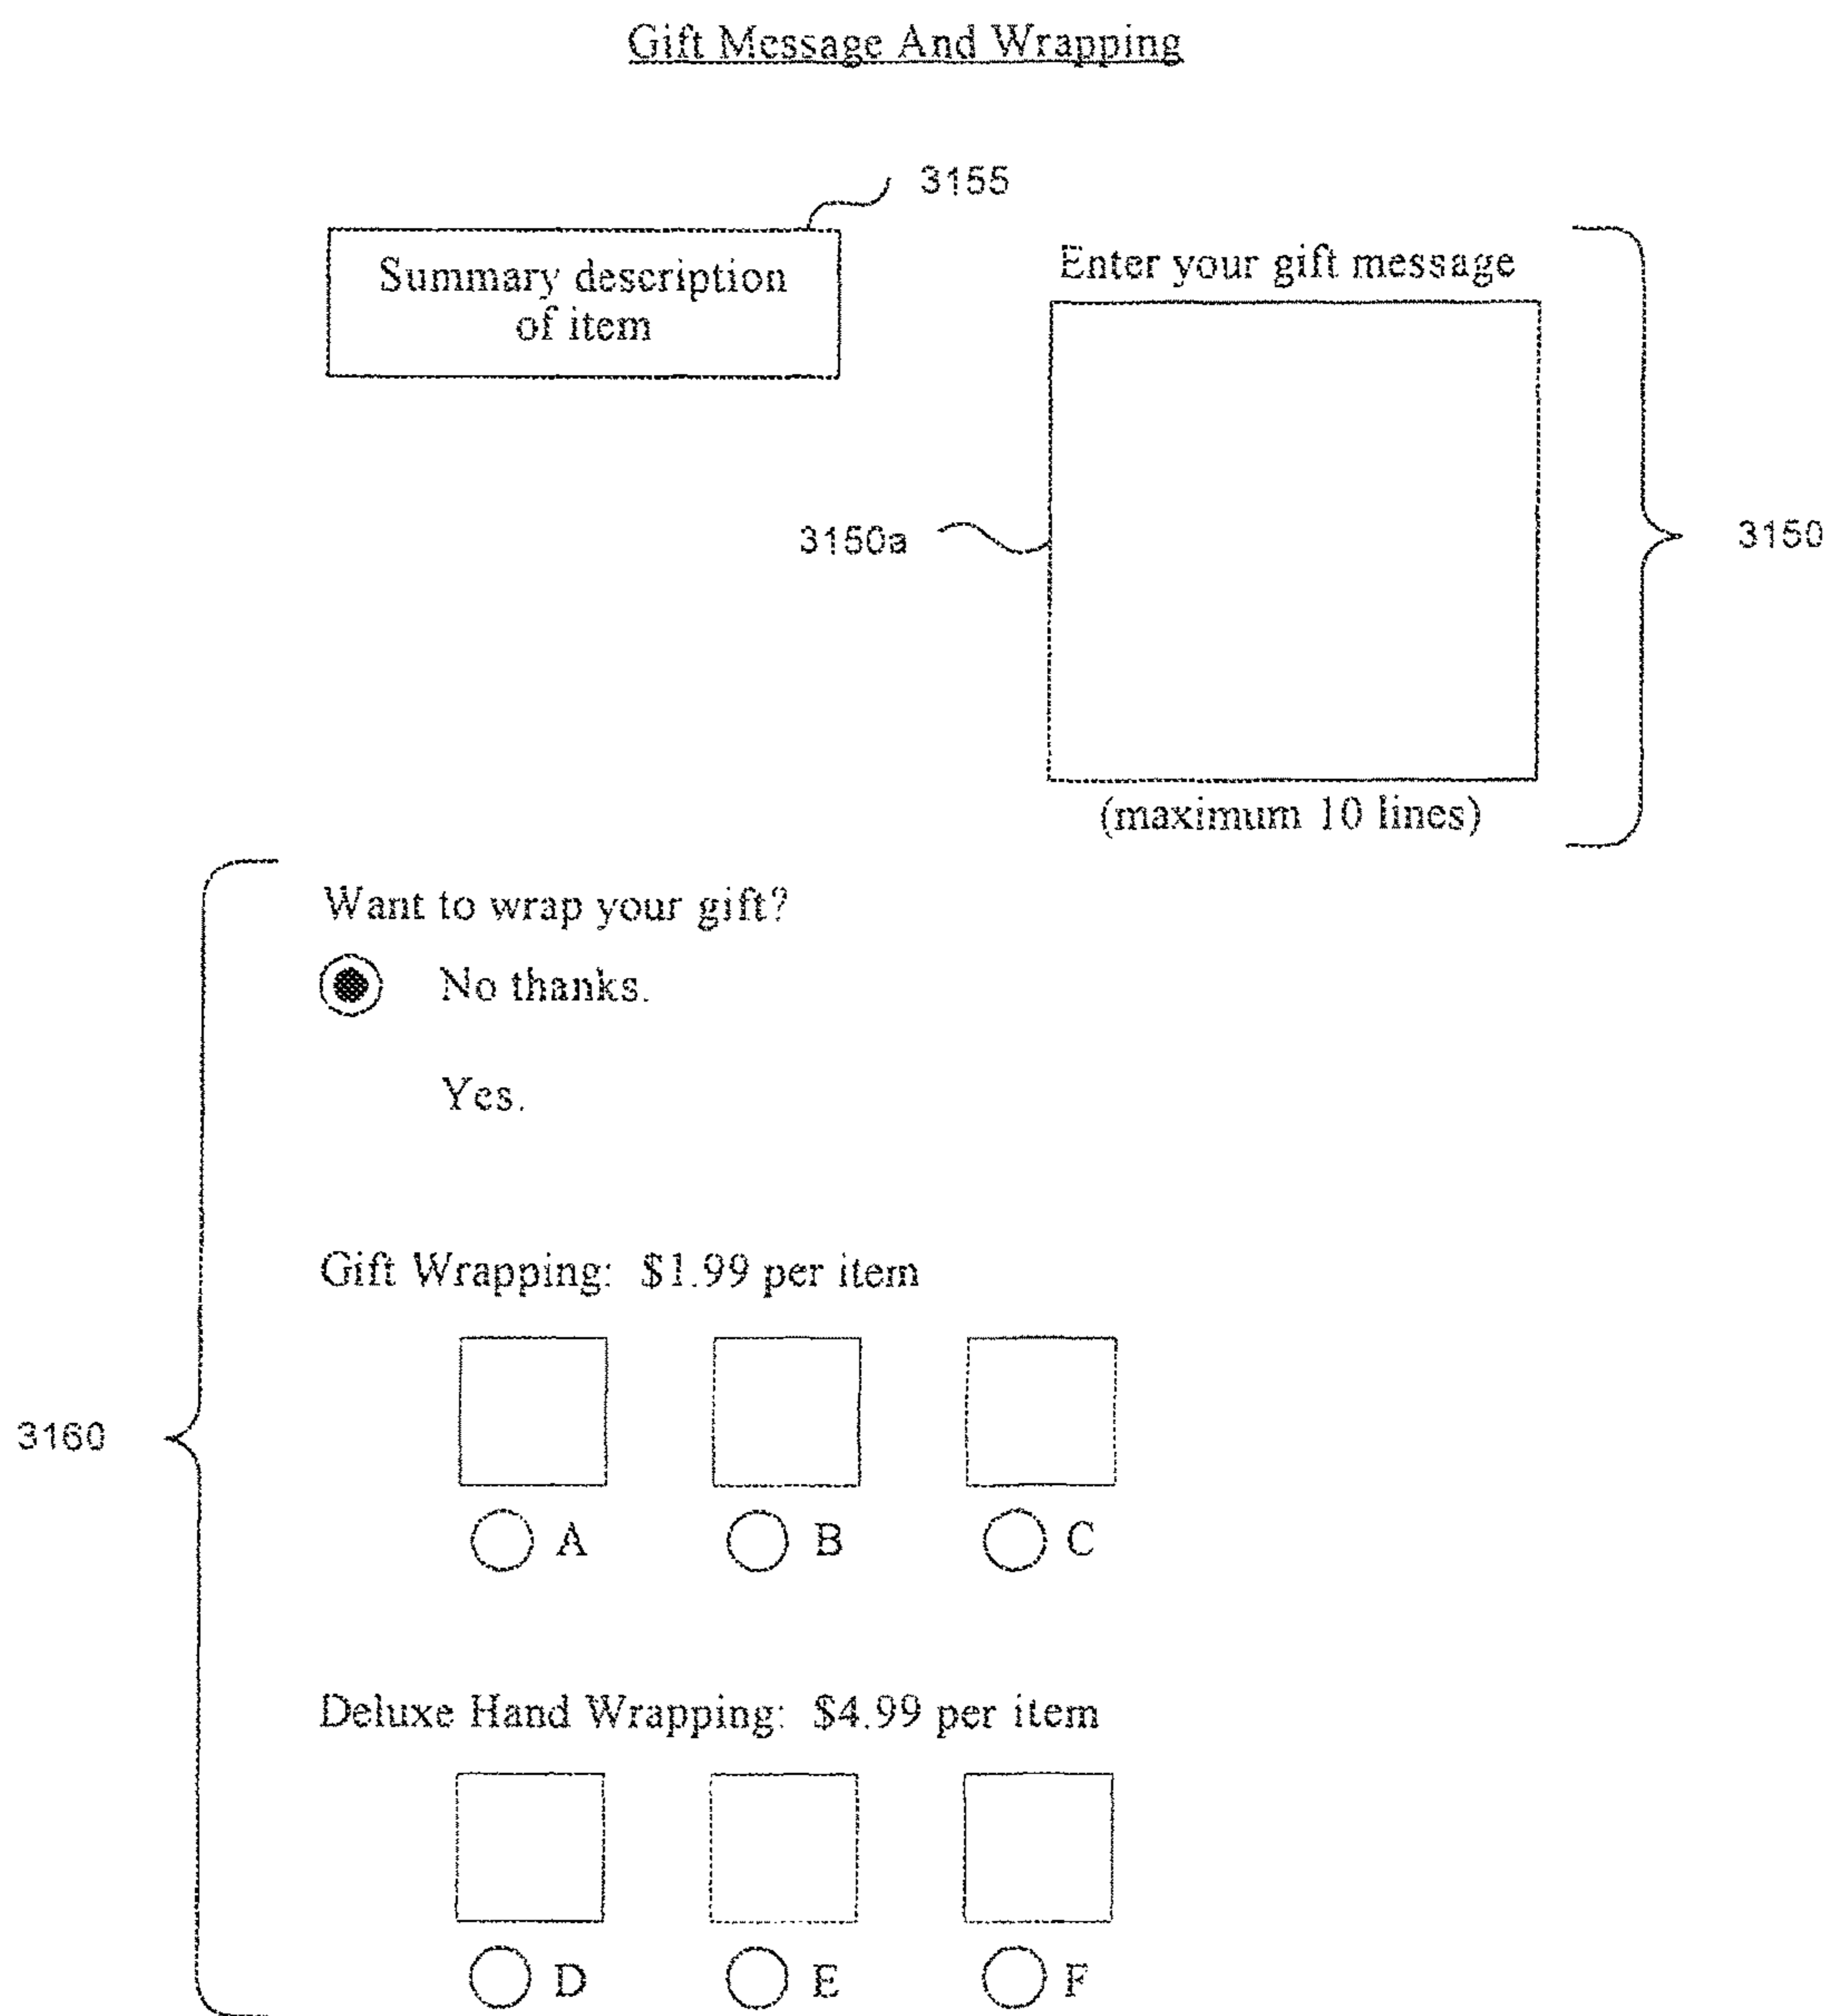 Gift Message And Wrapping
3155
Summary description
of item
Enter your gift message
3150a
3150
(maximum 10 lines)
Want to wrap your gift?
No thanks.
Yes.
Gift Wrapping: $1.99 per item
3160
A B C
Deluxe Hand Wrapping: $4.99 per item
D E F